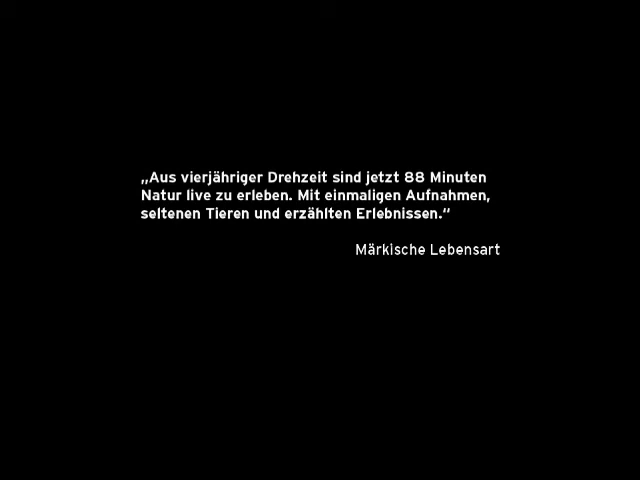 „Aus vierjähriger Drehzeit sind jetzt 88 Minuten
Natur live zu erleben. Mit einmaligen Aufnahmen,
seltenen Tieren und erzählten Erlebnissen.“
Märkische Lebensart